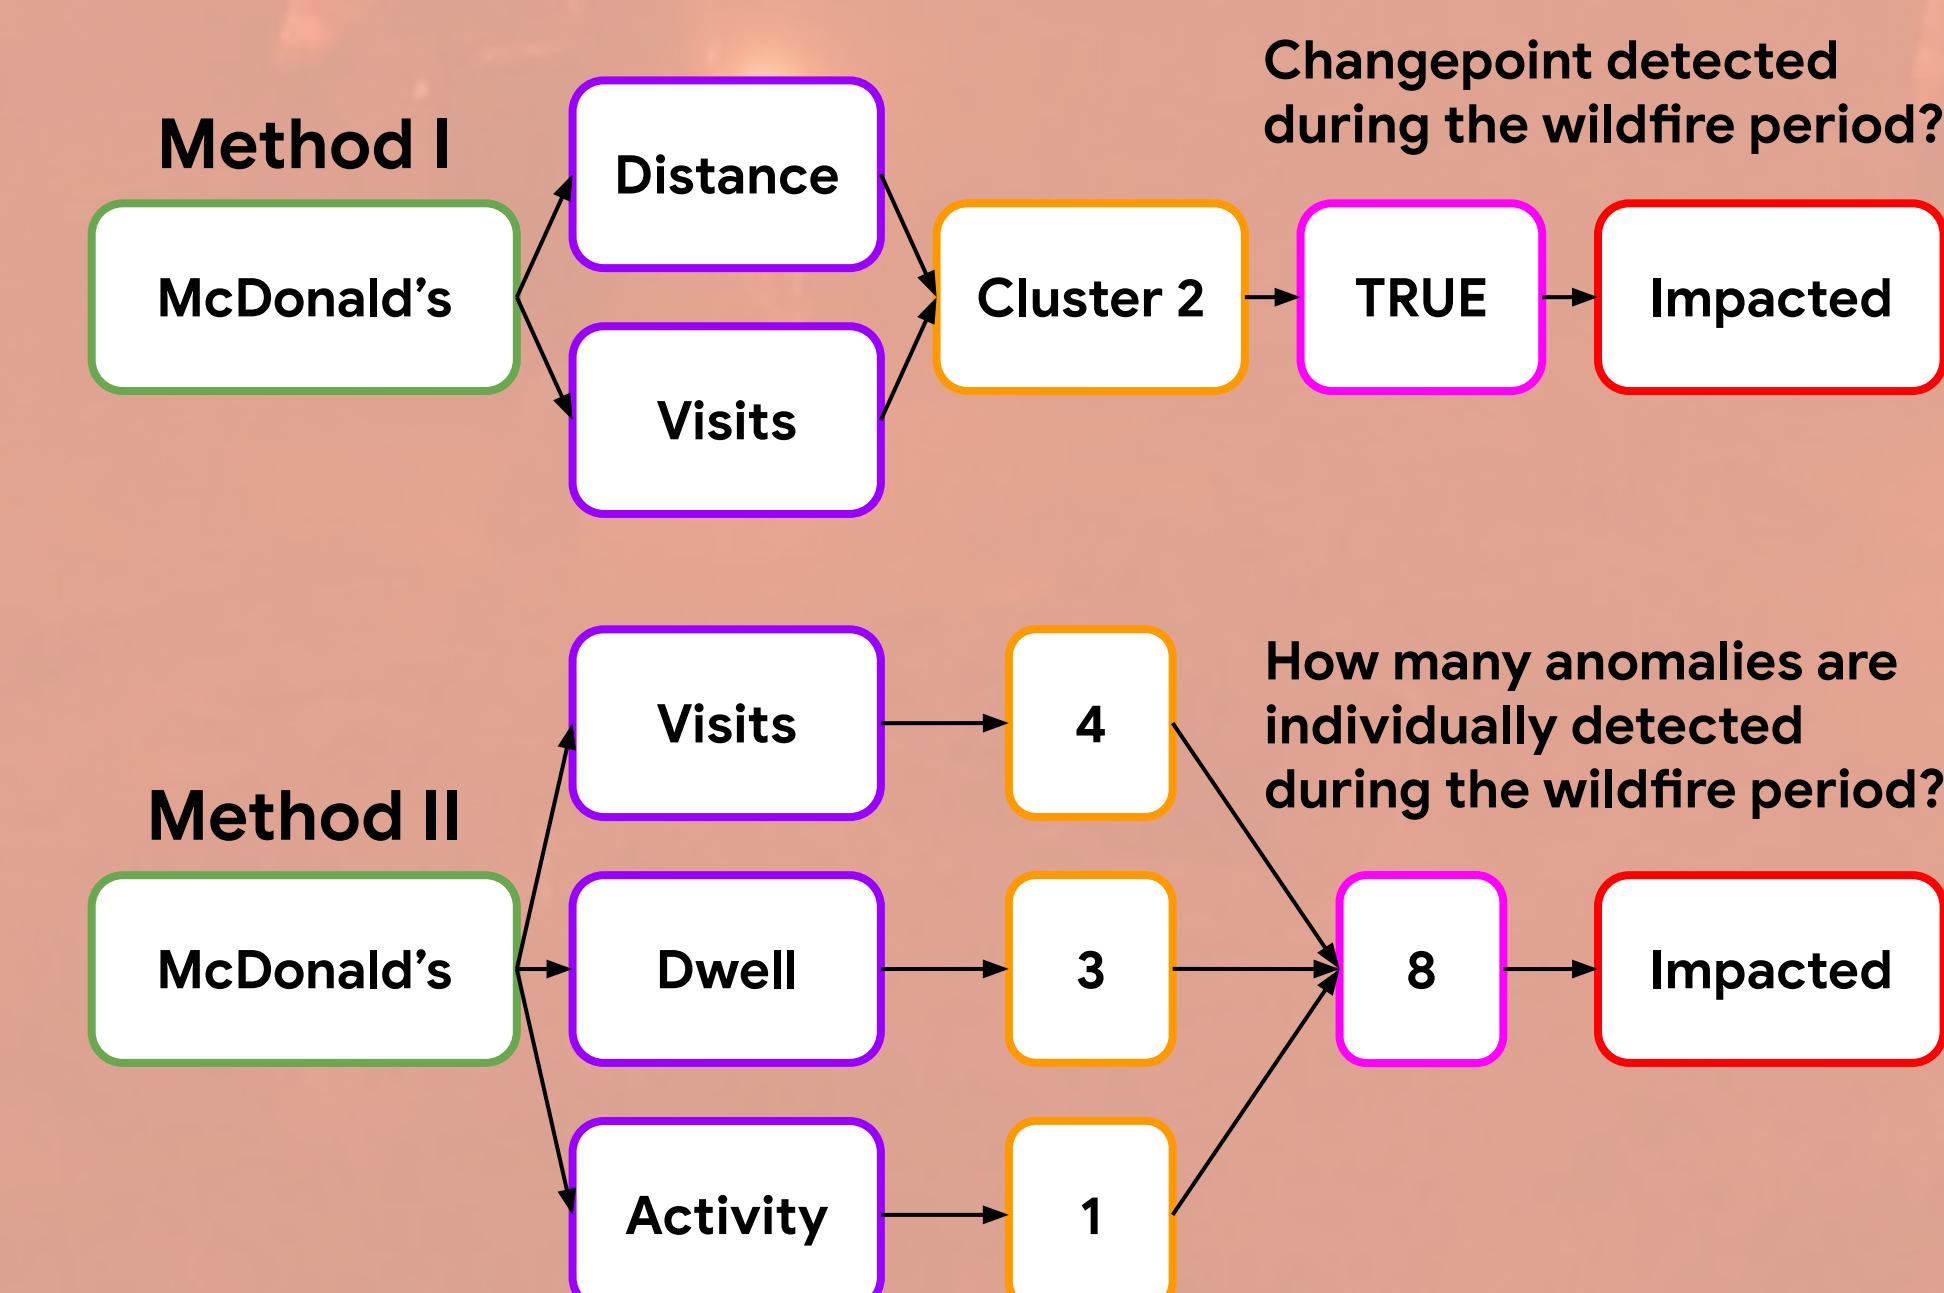 Method I
McDonald's
Distance
Visits
Cluster 2
Changepoint detected
during the wildfire period?
TRUE
Impacted
Method II
McDonald's
Visits
Dwell
Activity
4
3
1
How many anomalies are
individually detected
during the wildfire period?
8
Impacted